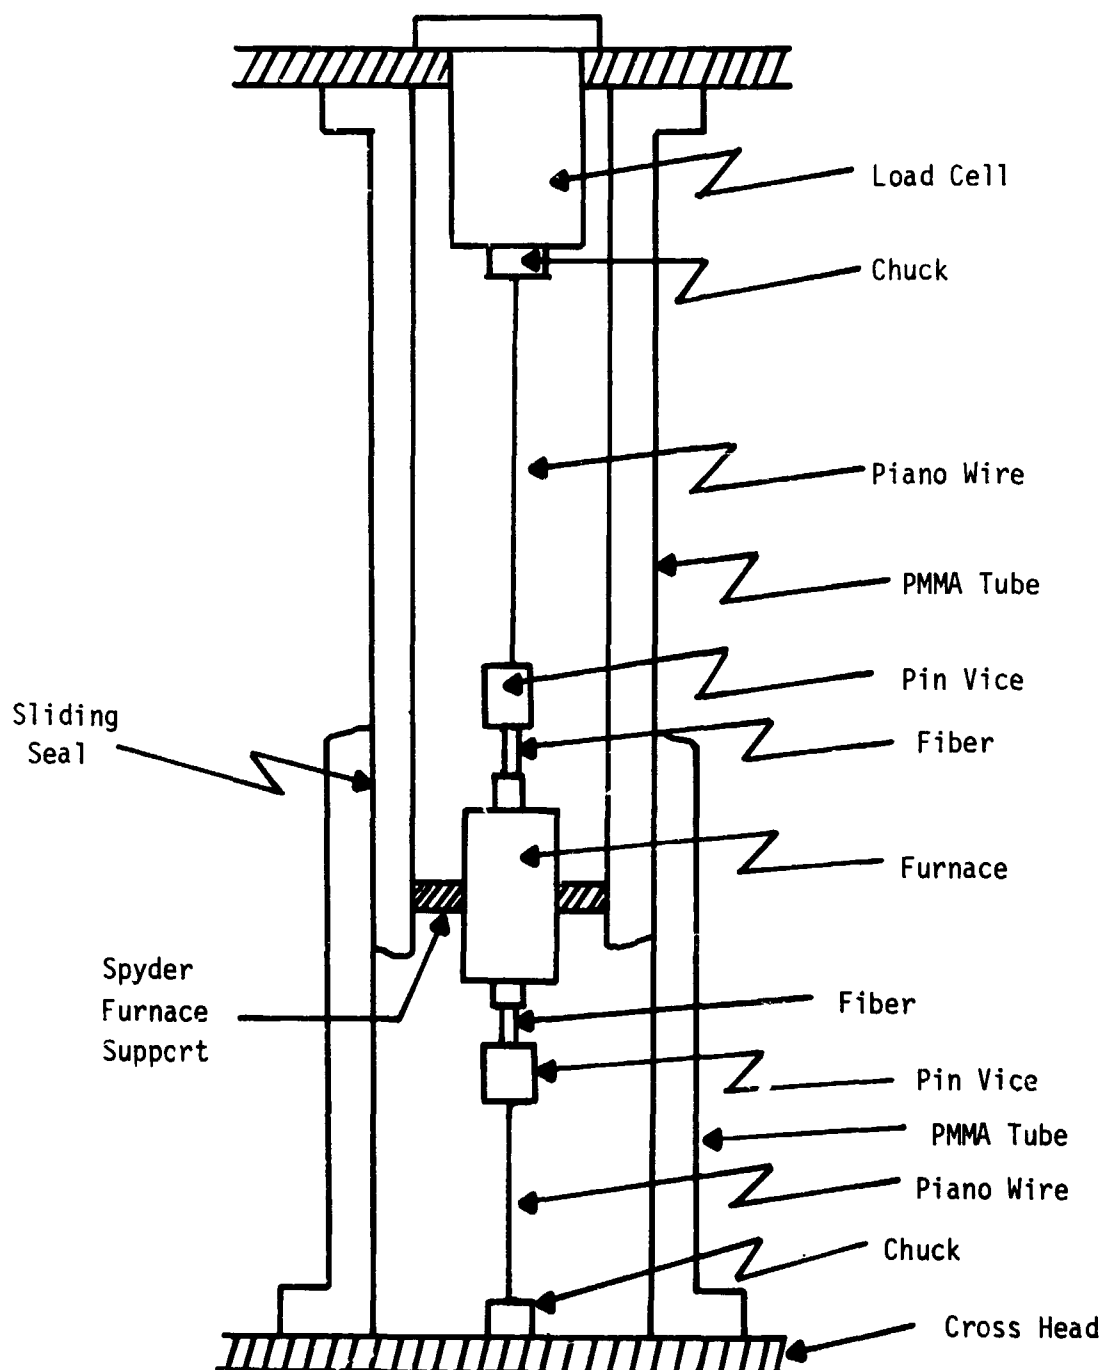 Load Cell
Chuck
Piano Wire
PMMA Tube
Pin Vice
Sliding
Seal
Fiber
Furnace
Spyder
Furnace
Suppcrt
Fiber
Pin Vice
PMMA Tube
Piano Wire
Chuck
Cross Head